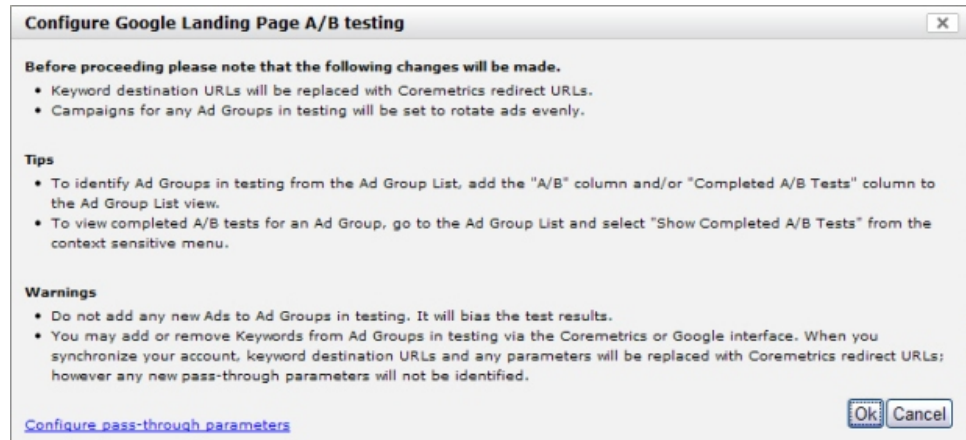 Configure Google Landing Page A/B testing
Before proceeding please note that the following changes will be made.
• Keyword destination URLs will be replaced with Coremetrics redirect URLs.
• Campaigns for any Ad Groups in testing will be set to rotate ads evenly.
Tips
• To identify Ad Groups in testing from the Ad Group List, add the "A/B" column and/or "Completed A/B Tests" column to
the Ad Group List view.
• To view completed A/B tests for an Ad Group, go to the Ad Group List and select "Show Completed A/B Tests" from the
context sensitive menu.
Warnings
• Do not add any new Ads to Ad Groups in testing. It will bias the test results.
• You may add or remove Keywords from Ad Groups in testing via the Coremetrics or Google interface. When you
synchronize your account, keyword destination URLs and any parameters will be replaced with Coremetrics redirect URLs;
however any new pass-through parameters will not be identified.
Configure pass-through parameters
Ok Cancel